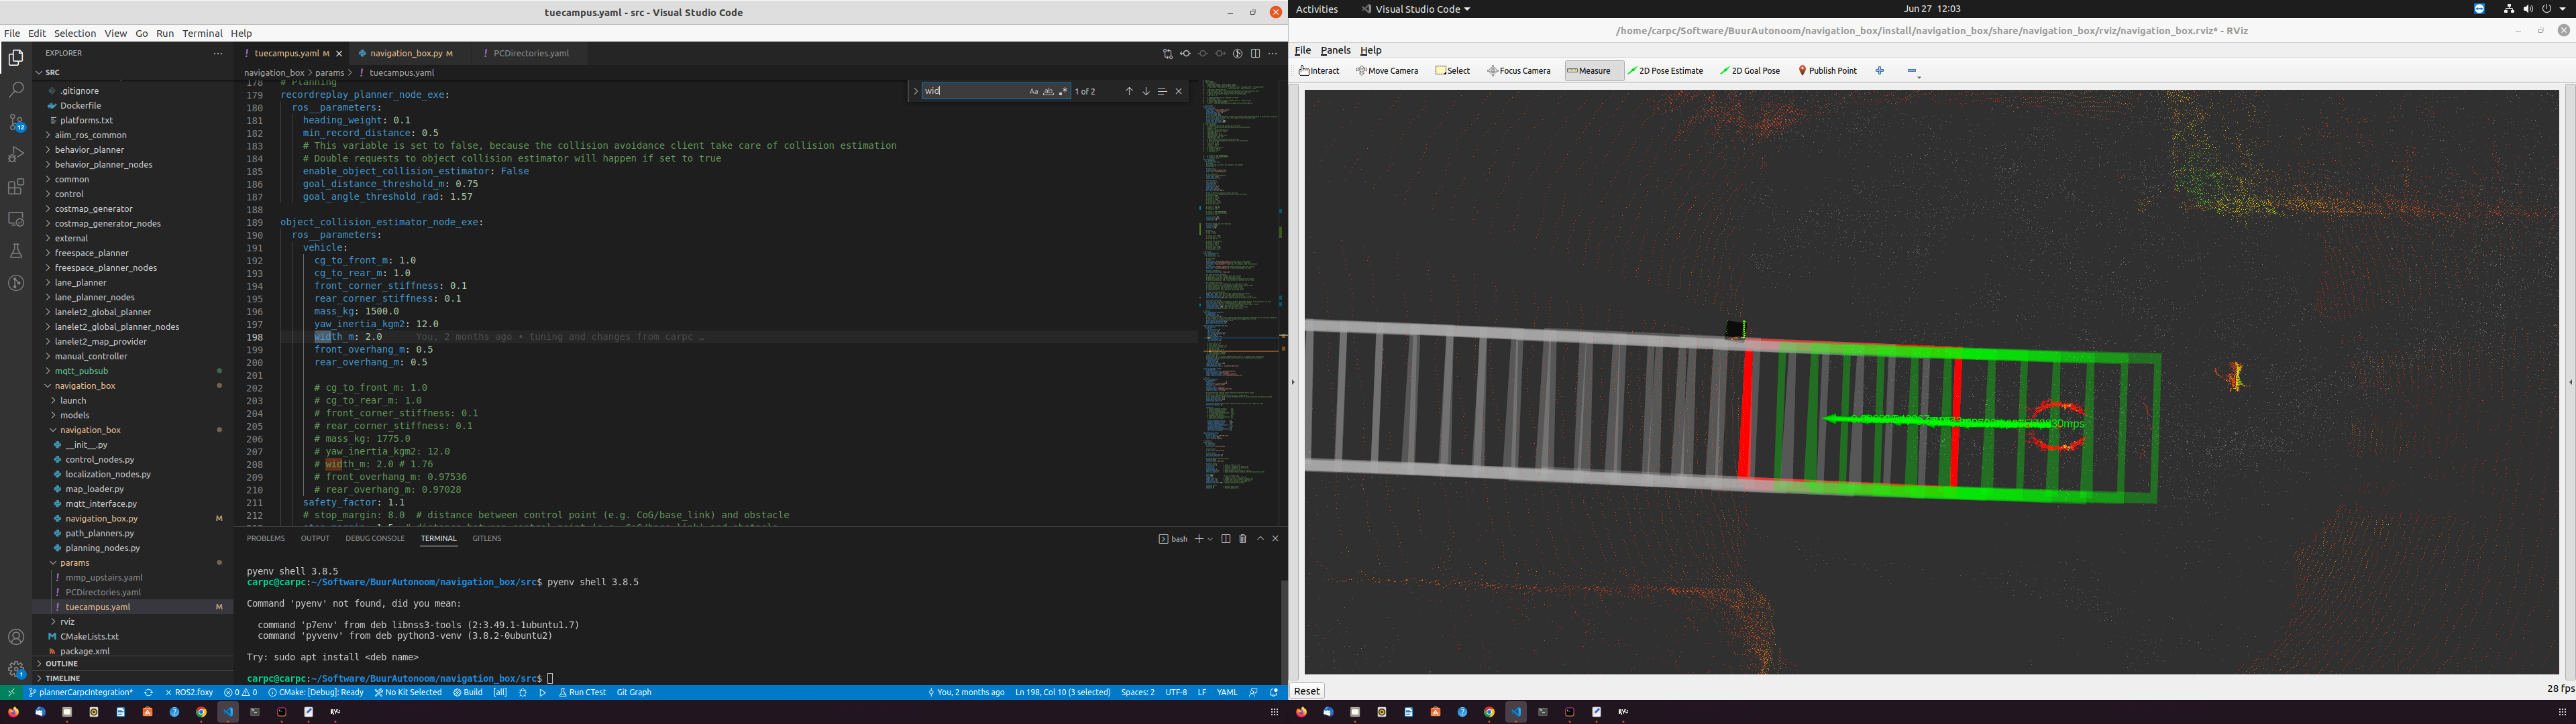 tuecampus.yaml - src - Visual Studio Code
File Edit Selection View Go Run Terminal Help
EXPLORER
SRC
.gitignore
Dockerfile
platforms.txt
aiim_ros_common
behavior_planner
behavior_planner_nodes
common
control
costmap_generator
costmap_generator_nodes
external
freespace_planner
freespace_planner_nodes
lane_planner
lane_planner_nodes
lanelet2_global_planner
lanelet2_global_planner_nodes
lanelet2_map_provider
manual_controller
mqtt_pubsub
navigation_box
launch
models
navigation_box
__init__.py
control_nodes.py
localization_nodes.py
map_loader.py
mqtt_interface.py
navigation_box.py M
path_planners.py
planning_nodes.py
params
mmp_upstairs.yaml
PCDirectories.yaml
tuecampus.yaml M
rviz
CMakeLists.txt
package.xml
OUTLINE
TIMELINE
12
1
tuecampus.yaml M
navigation_box.py M
PCDirectories.yaml
navigation_box > params > tuecampus.yaml
wid
1 of 2
178 # Planning
179 recordreplay_planner_node_exe:
180 ros__parameters:
181 heading_weight: 0.1
182 min_record_distance: 0.5
183 # This variable is set to false, because the collision avoidance client take care of collision estimation
184 # Double requests to object collision estimator will happen if set to true
185 enable_object_collision_estimator: False
186 goal_distance_threshold_m: 0.75
187 goal_angle_threshold_rad: 1.57
188
189 object_collision_estimator_node_exe:
190 ros__parameters:
191 vehicle:
192 cg_to_front_m: 1.0
193 cg_to_rear_m: 1.0
194 front_corner_stiffness: 0.1
195 rear_corner_stiffness: 0.1
196 mass_kg: 1500.0
197 yaw_inertia_kgm2: 12.0
198 width_m: 2.0 You, 2 months ago • tuning and changes from carpc …
199 front_overhang_m: 0.5
200 rear_overhang_m: 0.5
201
202 # cg_to_front_m: 1.0
203 # cg_to_rear_m: 1.0
204 # front_corner_stiffness: 0.1
205 # rear_corner_stiffness: 0.1
206 # mass_kg: 1775.0
207 # yaw_inertia_kgm2: 12.0
208 # width_m: 2.0 # 1.76
209 # front_overhang_m: 0.97536
210 # rear_overhang_m: 0.97028
211 safety_factor: 1.1
212 # stop_margin: 8.0 # distance between control point (e.g. CoG/base_link) and obstacle
PROBLEMS OUTPUT DEBUG CONSOLE TERMINAL GITLENS
bash
pyenv shell 3.8.5
carpc@carpc:~/Software/BuurAutonoom/navigation_box/src$ pyenv shell 3.8.5
Command 'pyenv' not found, did you mean:
command 'p7env' from deb libnss3-tools (2:3.49.1-1ubuntu1.7)
command 'pyvenv' from deb python3-venv (3.8.2-0ubuntu2)
Try: sudo apt install <deb name>
carpc@carpc:~/Software/BuurAutonoom/navigation_box/src$
plannerCarpcIntegration* ROS2.foxy 0 0 CMake: [Debug]: Ready No Kit Selected Build [all] Run CTest Git Graph You, 2 months ago Ln 198, Col 10 (3 selected) Spaces: 2 UTF-8 LF YAML
Activities Visual Studio Code Jun 27 12:03
/home/carpc/Software/BuurAutonoom/navigation_box/install/navigation_box/share/navigation_box/rviz/navigation_box.rviz* - RViz
File Panels Help
Interact Move Camera Select Focus Camera Measure 2D Pose Estimate 2D Goal Pose Publish Point
Reset
28 fps